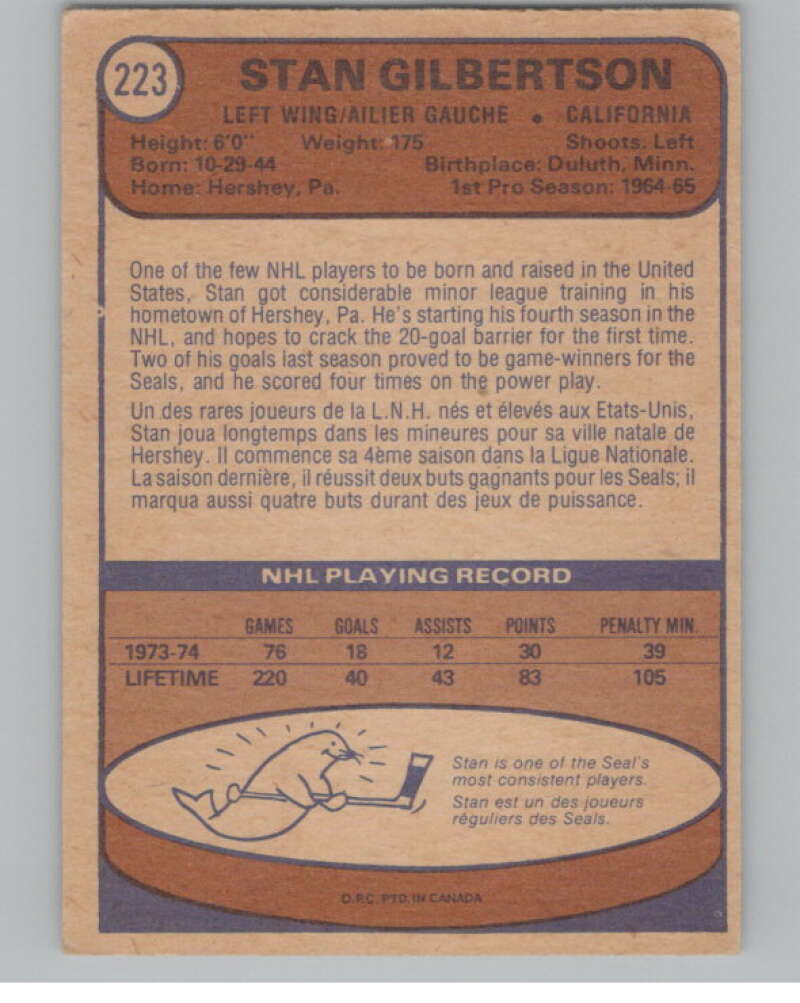 223
STAN GILBERTSON
LEFT WING/AILIER GAUCHE • CALIFORNIA
Height: 6'0" Weight: 175 Shoots: Left
Born: 10-29-44 Birthplace: Duluth, Minn.
Home: Hershey, Pa. 1st Pro Season: 1964-65
One of the few NHL players to be born and raised in the United
States, Stan got considerable minor league training in his
hometown of Hershey, Pa. He's starting his fourth season in the
NHL, and hopes to crack the 20-goal barrier for the first time.
Two of his goals last season proved to be game-winners for the
Seals, and he scored four times on the power play.
Un des rares joueurs de la L.N.H. nés et élevés aux Etats-Unis,
Stan joua longtemps dans les mineures pour sa ville natale de
Hershey. Il commence sa 4ème saison dans la Ligue Nationale.
La saison dernière, il réussit deux buts gagnants pour les Seals; il
marqua aussi quatre buts durant des jeux de puissance.
NHL PLAYING RECORD
GAMES GOALS ASSISTS POINTS PENALTY MIN.
1973-74 76 18 12 30 39
LIFETIME 220 40 43 83 105
Stan is one of the Seal's
most consistent players.
Stan est un des joueurs
réguliers des Seals.
O.P.C. PTD. IN CANADA